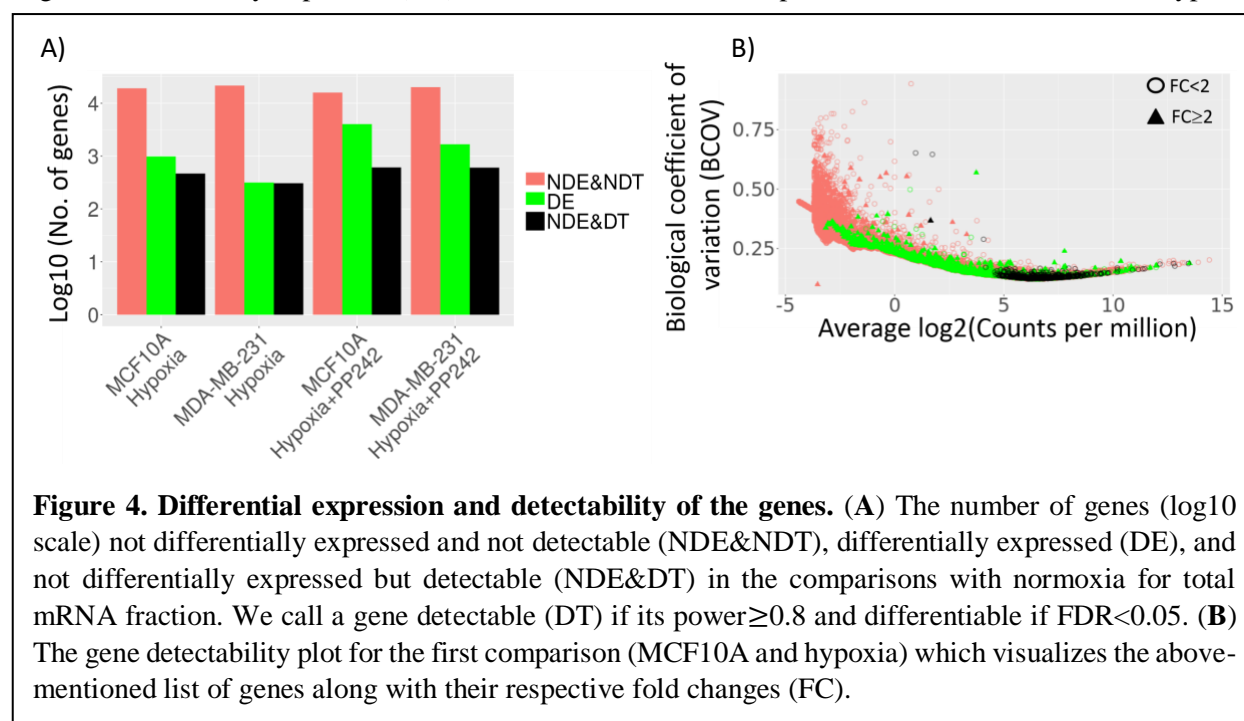 A)
Log10 (No. of genes)
4
3
2
1
0
MCF10A
Hypoxia
MDA-MB-231
Hypoxia
MCF10A
Hypoxia+PP242
MDA-MB-231
Hypoxia+PP242
NDE&NDT
DE
NDE&DT
B)
Biological coefficient of
variation (BCOV)
0.75
0.50
0.25
FC<2
FC≥2
-5
0
5
10
15
Average log2(Counts per million)
Figure 4. Differential expression and detectability of the genes. (A) The number of genes (log10
scale) not differentially expressed and not detectable (NDE&NDT), differentially expressed (DE), and
not differentially expressed but detectable (NDE&DT) in the comparisons with normoxia for total
mRNA fraction. We call a gene detectable (DT) if its power≥0.8 and differentiable if FDR<0.05. (B)
The gene detectability plot for the first comparison (MCF10A and hypoxia) which visualizes the above-
mentioned list of genes along with their respective fold changes (FC).